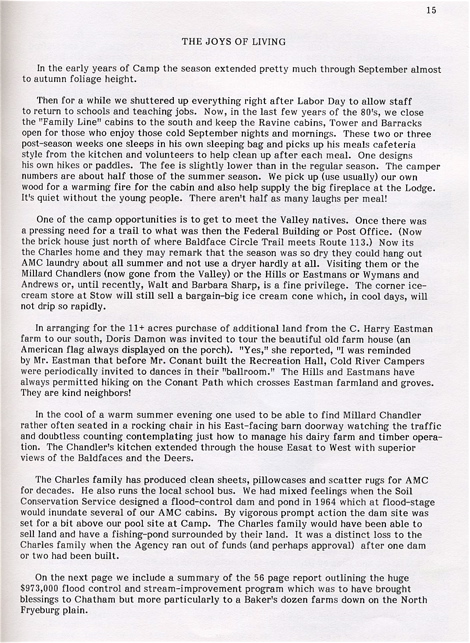 15
THE JOYS OF LIVING
In the early years of Camp the season extended pretty much through September almost
to autumn foliage height.
Then for a while we shuttered up everything right after Labor Day to allow staff
to return to schools and teaching jobs. Now, in the last few years of the 80's, we close
the "Family Line" cabins to the south and keep the Ravine cabins, Tower and Barracks
open for those who enjoy those cold September nights and mornings. These two or three
post-season weeks one sleeps in his own sleeping bag and picks up his meals cafeteria
style from the kitchen and volunteers to help clean up after each meal. One designs
his own hikes or paddles. The fee is slightly lower than in the regular season. The camper
numbers are about half those of the summer season. We pick up (use usually) our own
wood for a warming fire for the cabin and also help supply the big fireplace at the Lodge.
It's quiet without the young people. There aren't half as many laughs per meal!
One of the camp opportunities is to get to meet the Valley natives. Once there was
a pressing need for a trail to what was then the Federal Building or Post Office. (Now
the brick house just north of where Baldface Circle Trail meets Route 113.) Now its
the Charles home and they may remark that the season was so dry they could hang out
AMC laundry about all summer and not use a dryer hardly at all. Visiting them or the
Millard Chandlers (now gone from the Valley) or the Hills or Eastmans or Wymans and
Andrews or, until recently, Walt and Barbara Sharp, is a fine privilege. The corner ice-
cream store at Stow will still sell a bargain-big ice cream cone which, in cool days, will
not drip so rapidly.
In arranging for the 11+ acres purchase of additional land from the C. Harry Eastman
farm to our south, Doris Damon was invited to tour the beautiful old farm house (an
American flag always displayed on the porch). "Yes," she reported, "I was reminded
by Mr. Eastman that before Mr. Conant built the Recreation Hall, Cold River Campers
were periodically invited to dances in their "ballroom." The Hills and Eastmans have
always permitted hiking on the Conant Path which crosses Eastman farmland and groves.
They are kind neighbors!
In the cool of a warm summer evening one used to be able to find Millard Chandler
rather often seated in a rocking chair in his East-facing barn doorway watching the traffic
and doubtless counting contemplating just how to manage his dairy farm and timber opera-
tion. The Chandler's kitchen extended through the house Easat to West with superior
views of the Baldfaces and the Deers.
The Charles family has produced clean sheets, pillowcases and scatter rugs for AMC
for decades. He also runs the local school bus. We had mixed feelings when the Soil
Conservation Service designed a flood-control dam and pond in 1964 which at flood-stage
would inundate several of our AMC cabins. By vigorous prompt action the dam site was
set for a bit above our pool site at Camp. The Charles family would have been able to
sell land and have a fishing-pond surrounded by their land. It was a distinct loss to the
Charles family when the Agency ran out of funds (and perhaps approval) after one dam
or two had been built.
On the next page we include a summary of the 56 page report outlining the huge
$973,000 flood control and stream-improvement program which was to have brought
blessings to Chatham but more particularly to a Baker's dozen farms down on the North
Fryeburg plain.